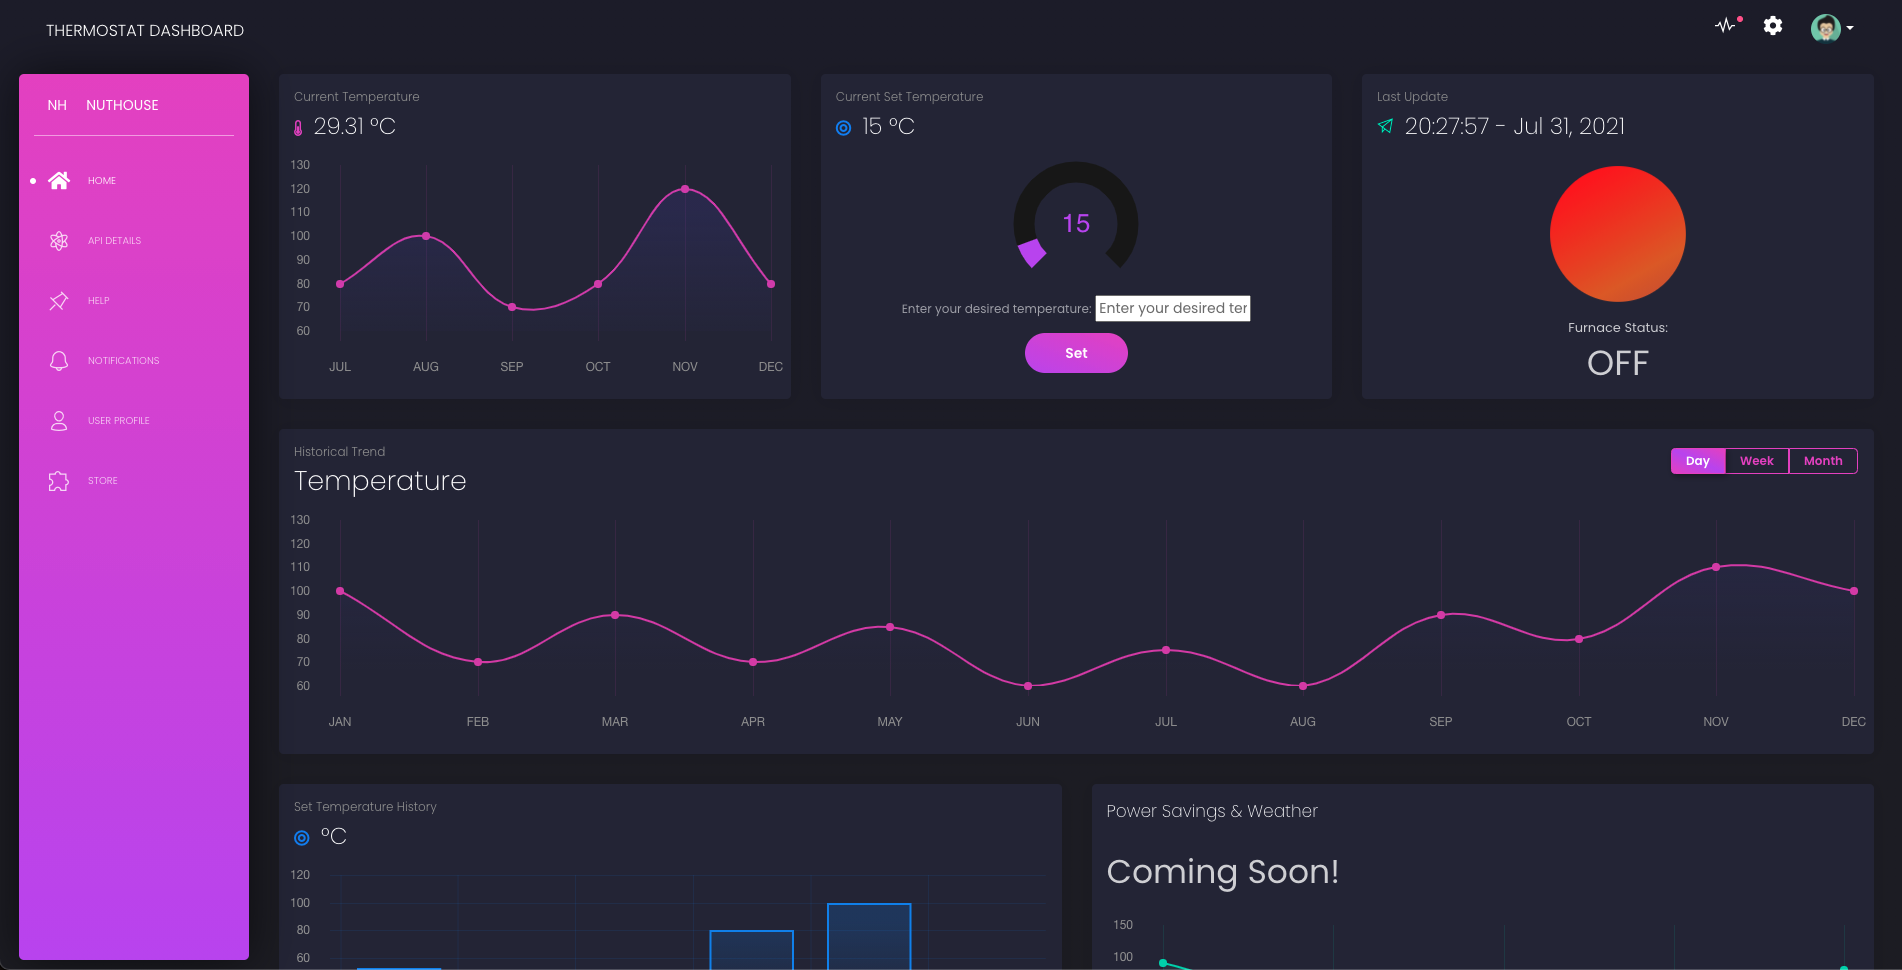 THERMOSTAT DASHBOARD
NH NUTHOUSE
HOME
API DETAILS
HELP
NOTIFICATIONS
USER PROFILE
STORE
Current Temperature
29.31 °C
130
120
110
100
90
80
70
60
JUL AUG SEP OCT NOV DEC
Current Set Temperature
15 °C
15
Enter your desired temperature: Enter your desired ter
Set
Last Update
20:27:57 - Jul 31, 2021
Furnace Status:
OFF
Historical Trend
Temperature
Day Week Month
130
120
110
100
90
80
70
60
JAN FEB MAR APR MAY JUN JUL AUG SEP OCT NOV DEC
Set Temperature History
°C
120
100
80
60
Power Savings & Weather
Coming Soon!
150
100